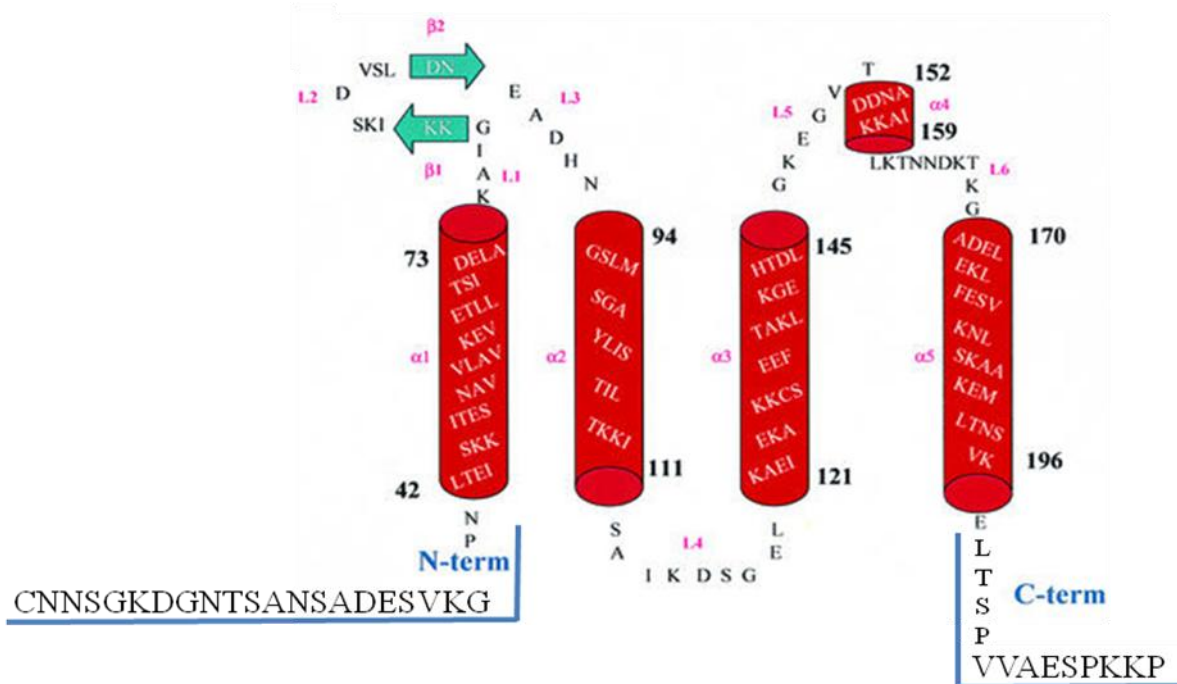 β2
VSL
DN
L2
D
SKI
KK
β1
G
I
A
K
L1
E
A
D
H
N
L3
73
DELA
TSI
ETLL
KEV
VLAV
NAV
ITES
SKK
LTEI
α1
42
N
P
N-term
CNNSGKDGNTSANSADESVKG
94
GSLM
SGA
YLIS
TIL
TKKI
α2
111
S
A
I K D S G
E
L
L4
145
HTDL
KGE
TAKL
EEF
KKCS
EKA
KAEI
α3
121
G
K
E
G
V
T
L5
152
DDNA
KKAI
α4
159
LKTNNDKT
K
G
L6
170
ADEL
EKL
FESV
KNL
SKAA
KEM
LTNS
VK
α5
196
E
L
T
S
P
VVAESPKKP
C-term